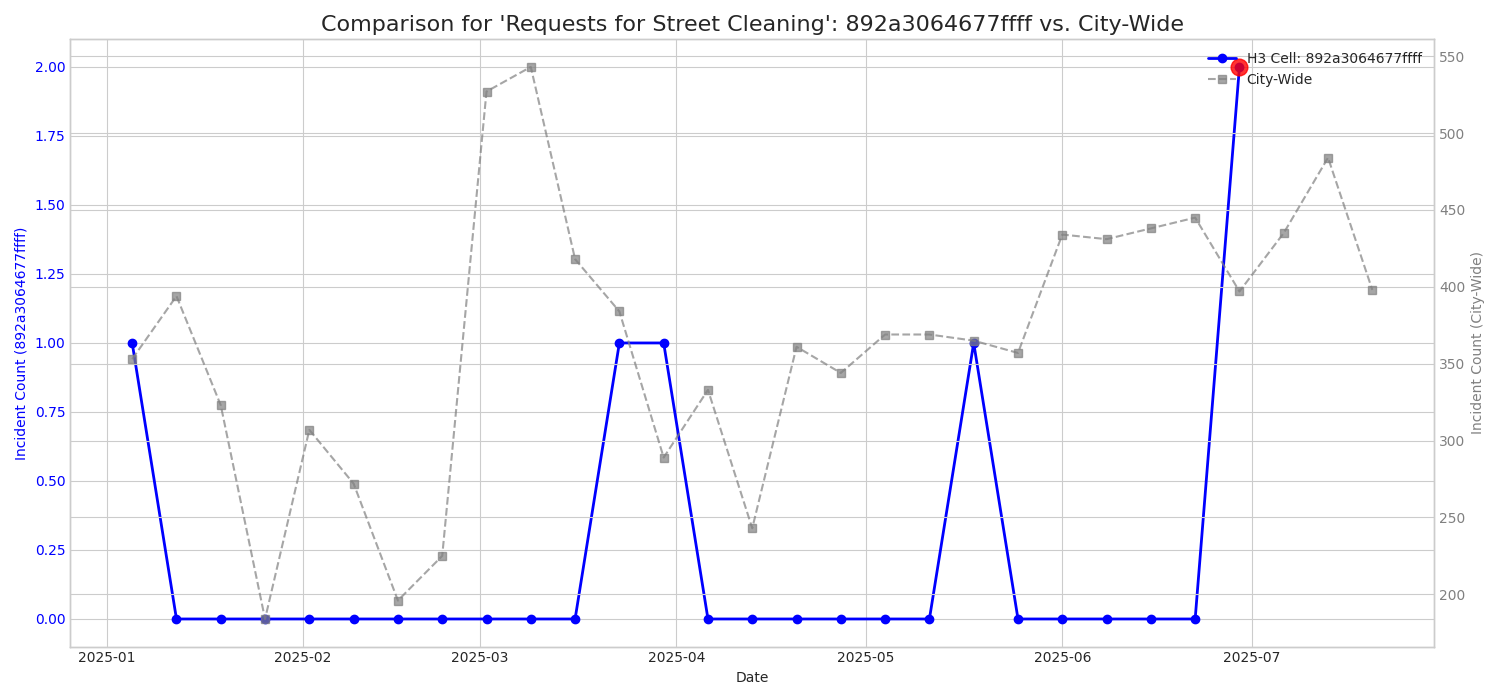 Comparison for 'Requests for Street Cleaning': 892a3064677ffff vs. City-Wide
H3 Cell: 892a3064677ffff
City-Wide
Incident Count (892a3064677ffff)
2.00
1.75
1.50
1.25
1.00
0.75
0.50
0.25
0.00
550
500
450
400
350
300
250
200
Incident Count (City-Wide)
2025-01 2025-02 2025-03 2025-04 2025-05 2025-06 2025-07
Date